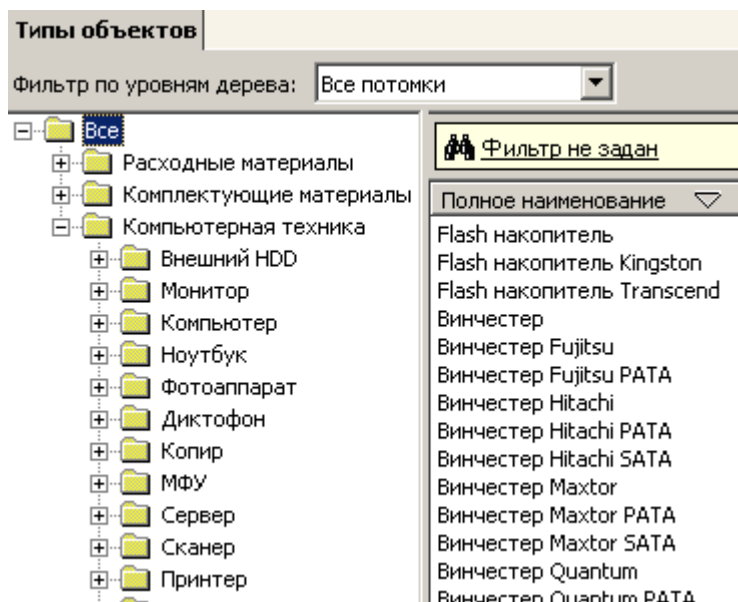 Типы объектов
Фильтр по уровням дерева: Все потомки
Все
Расходные материалы
Комплектующие материалы
Компьютерная техника
Внешний HDD
Монитор
Компьютер
Ноутбук
Фотоаппарат
Диктофон
Копир
МФУ
Сервер
Сканер
Принтер
Фильтр не задан
Полное наименование
Flash накопитель
Flash накопитель Kingston
Flash накопитель Transcend
Винчестер
Винчестер Fujitsu
Винчестер Fujitsu PATA
Винчестер Hitachi
Винчестер Hitachi PATA
Винчестер Hitachi SATA
Винчестер Maxtor
Винчестер Maxtor PATA
Винчестер Maxtor SATA
Винчестер Quantum
Винчестер Quantum PATA